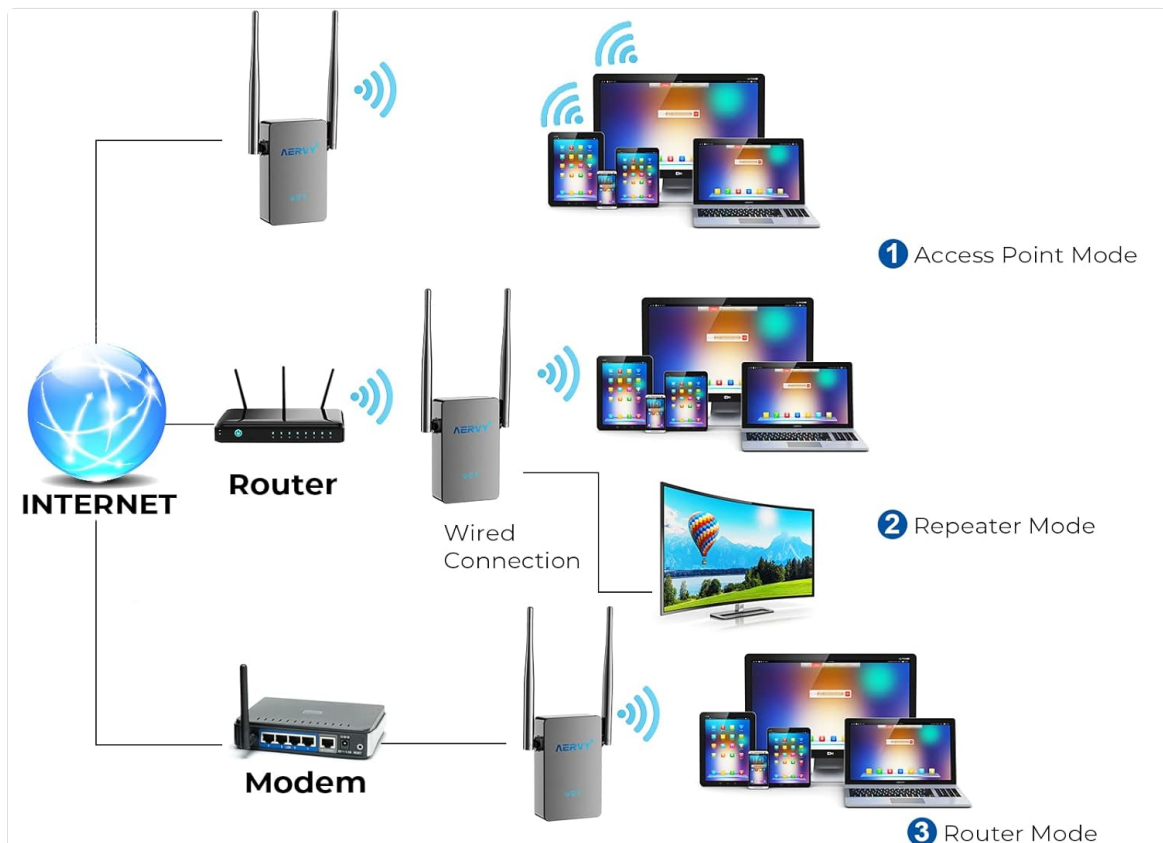 AERVY
1 Access Point Mode
AERVY
Router
INTERNET
Wired
Connection
2 Repeater Mode
AERVY
Modem
3 Router Mode